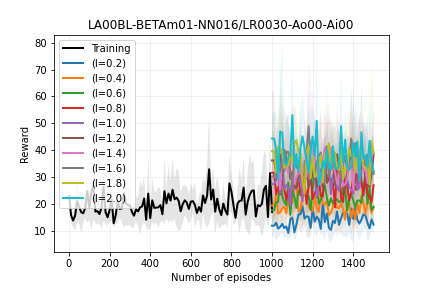 LA00BL-BETAm01-NN016/LR0030-Ao00-Ai00
Reward
80
70
60
50
40
30
20
10
Training
(l=0.2)
(l=0.4)
(l=0.6)
(l=0.8)
(l=1.0)
(l=1.2)
(l=1.4)
(l=1.6)
(l=1.8)
(l=2.0)
0 200 400 600 800 1000 1200 1400
Number of episodes